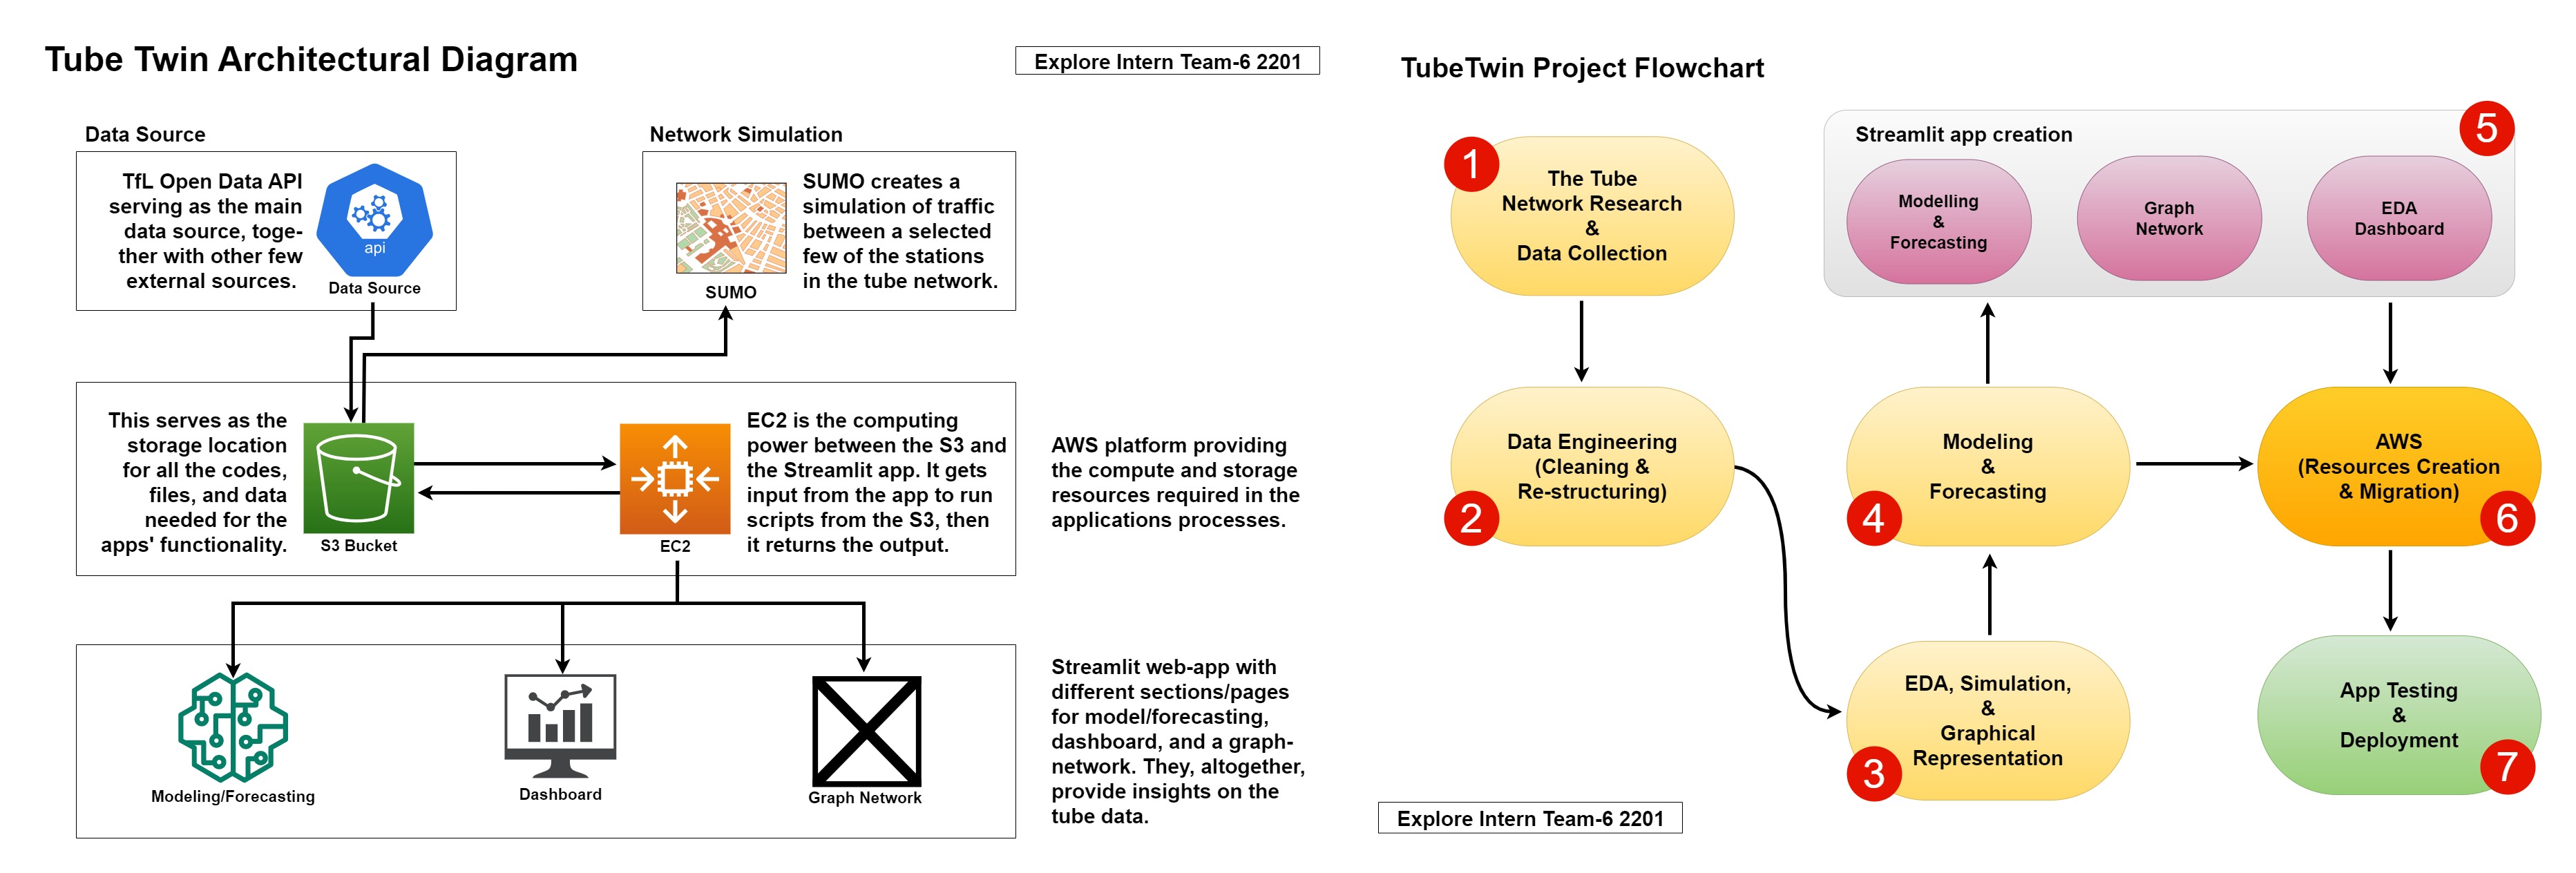 Tube Twin Architectural Diagram
Explore Intern Team-6 2201
Data Source
TfL Open Data API
serving as the main
data source, toge-
ther with other few
external sources.
api
Data Source
Network Simulation
SUMO
SUMO creates a
simulation of traffic
between a selected
few of the stations
in the tube network.
This serves as the
storage location
for all the codes,
files, and data
needed for the
apps' functionality.
S3 Bucket
EC2
EC2 is the computing
power between the S3 and
the Streamlit app. It gets
input from the app to run
scripts from the S3, then
it returns the output.
AWS platform providing
the compute and storage
resources required in the
applications processes.
Modeling/Forecasting
Dashboard
Graph Network
Streamlit web-app with
different sections/pages
for model/forecasting,
dashboard, and a graph-
network. They, altogether,
provide insights on the
tube data.
TubeTwin Project Flowchart
1
The Tube
Network Research
&
Data Collection
2
Data Engineering
(Cleaning &
Re-structuring)
3
EDA, Simulation,
&
Graphical
Representation
4
Modeling
&
Forecasting
5
Streamlit app creation
Modelling
&
Forecasting
Graph
Network
EDA
Dashboard
AWS
(Resources Creation
& Migration)
6
App Testing
&
Deployment
7
Explore Intern Team-6 2201